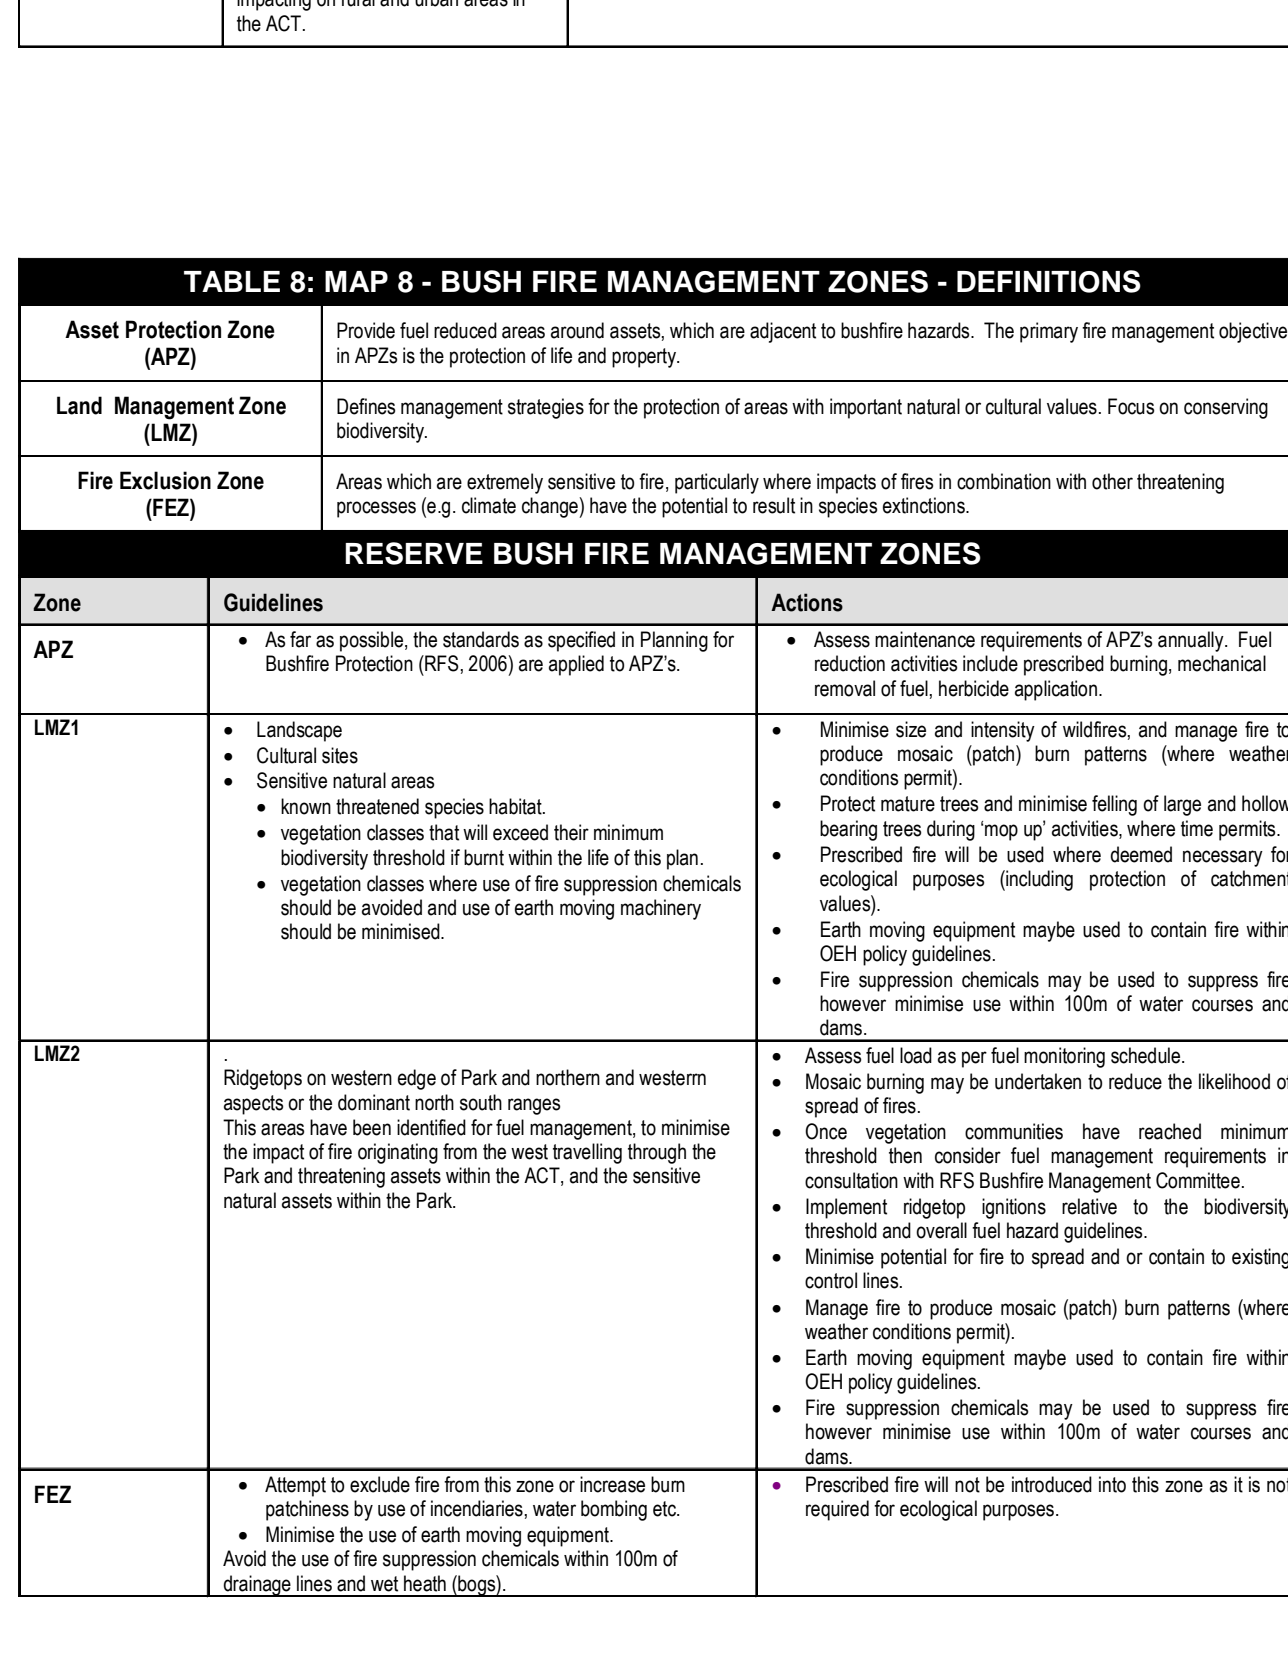 impacting on rural and urban areas in
the ACT.
TABLE 8: MAP 8 - BUSH FIRE MANAGEMENT ZONES - DEFINITIONS
Asset Protection Zone
(APZ)
Provide fuel reduced areas around assets, which are adjacent to bushfire hazards. The primary fire management objective
in APZs is the protection of life and property.
Land Management Zone
(LMZ)
Defines management strategies for the protection of areas with important natural or cultural values. Focus on conserving
biodiversity.
Fire Exclusion Zone
(FEZ)
Areas which are extremely sensitive to fire, particularly where impacts of fires in combination with other threatening
processes (e.g. climate change) have the potential to result in species extinctions.
RESERVE BUSH FIRE MANAGEMENT ZONES
Zone
Guidelines
Actions
APZ
• As far as possible, the standards as specified in Planning for
Bushfire Protection (RFS, 2006) are applied to APZ's.
• Assess maintenance requirements of APZ's annually. Fuel
reduction activities include prescribed burning, mechanical
removal of fuel, herbicide application.
LMZ1
• Landscape
• Cultural sites
• Sensitive natural areas
• known threatened species habitat.
• vegetation classes that will exceed their minimum
biodiversity threshold if burnt within the life of this plan.
• vegetation classes where use of fire suppression chemicals
should be avoided and use of earth moving machinery
should be minimised.
• Minimise size and intensity of wildfires, and manage fire to
produce mosaic (patch) burn patterns (where weather
conditions permit).
• Protect mature trees and minimise felling of large and hollow
bearing trees during ‘mop up’ activities, where time permits.
• Prescribed fire will be used where deemed necessary for
ecological purposes (including protection of catchment
values).
• Earth moving equipment maybe used to contain fire within
OEH policy guidelines.
• Fire suppression chemicals may be used to suppress fire
however minimise use within 100m of water courses and
dams.
LMZ2
.
Ridgetops on western edge of Park and northern and westerrn
aspects or the dominant north south ranges
This areas have been identified for fuel management, to minimise
the impact of fire originating from the west travelling through the
Park and threatening assets within the ACT, and the sensitive
natural assets within the Park.
• Assess fuel load as per fuel monitoring schedule.
• Mosaic burning may be undertaken to reduce the likelihood of
spread of fires.
• Once vegetation communities have reached minimum
threshold then consider fuel management requirements in
consultation with RFS Bushfire Management Committee.
• Implement ridgetop ignitions relative to the biodiversity
threshold and overall fuel hazard guidelines.
• Minimise potential for fire to spread and or contain to existing
control lines.
• Manage fire to produce mosaic (patch) burn patterns (where
weather conditions permit).
• Earth moving equipment maybe used to contain fire within
OEH policy guidelines.
• Fire suppression chemicals may be used to suppress fire
however minimise use within 100m of water courses and
dams.
FEZ
• Attempt to exclude fire from this zone or increase burn
patchiness by use of incendiaries, water bombing etc.
• Minimise the use of earth moving equipment.
Avoid the use of fire suppression chemicals within 100m of
drainage lines and wet heath (bogs).
• Prescribed fire will not be introduced into this zone as it is not
required for ecological purposes.